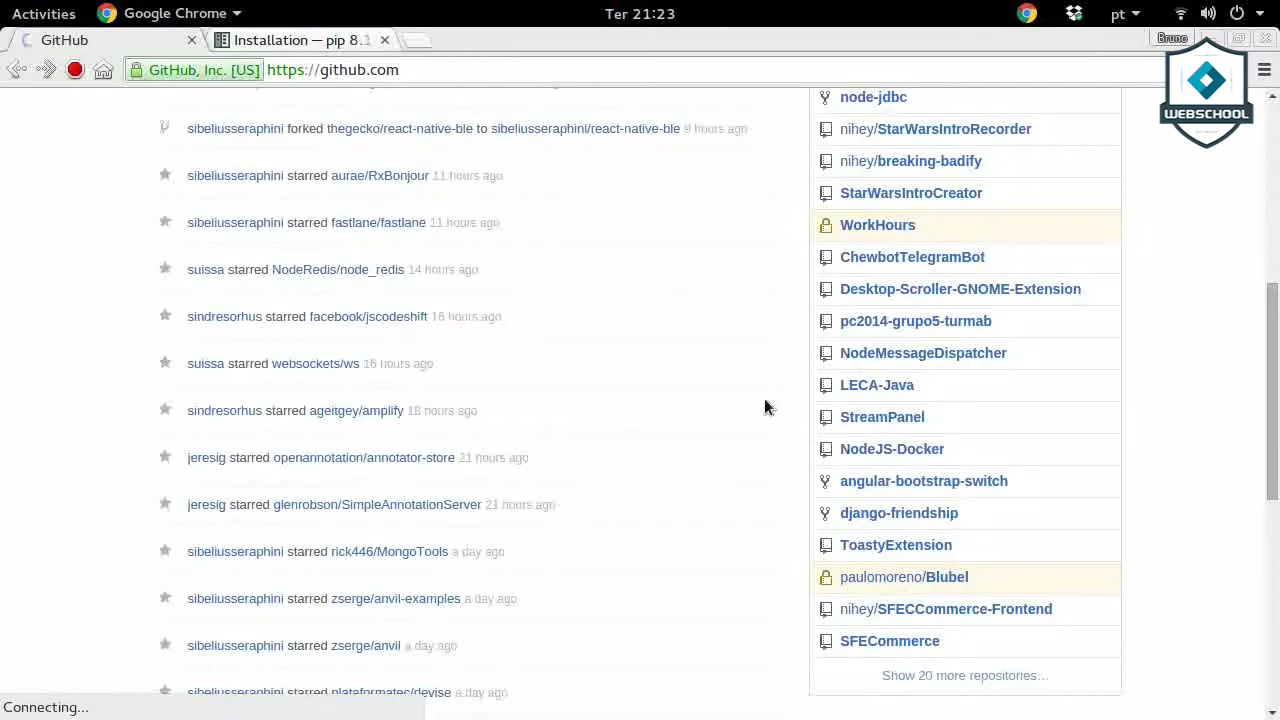 Activities Google Chrome Ter 21:23 pt
GitHub Installation — pip 8.1 Bruno
GitHub, Inc. [US] https://github.com
WEBSCHOOL
sibeliusseraphini forked thegecko/react-native-ble to sibeliusseraphini/react-native-ble 9 hours ago
sibeliusseraphini starred aurae/RxBonjour 11 hours ago
sibeliusseraphini starred fastlane/fastlane 11 hours ago
suissa starred NodeRedis/node_redis 14 hours ago
sindresorhus starred facebook/jscodeshift 16 hours ago
suissa starred websockets/ws 16 hours ago
sindresorhus starred ageitgey/amplify 18 hours ago
jeresig starred openannotation/annotator-store 21 hours ago
jeresig starred glenrobson/SimpleAnnotationServer 21 hours ago
sibeliusseraphini starred rick446/MongoTools a day ago
sibeliusseraphini starred zserge/anvil-examples a day ago
sibeliusseraphini starred zserge/anvil a day ago
sibeliusseraphini starred plataformatec/devise a day ago
node-jdbc
nihey/StarWarsIntroRecorder
nihey/breaking-badify
StarWarsIntroCreator
WorkHours
ChewbotTelegramBot
Desktop-Scroller-GNOME-Extension
pc2014-grupo5-turmab
NodeMessageDispatcher
LECA-Java
StreamPanel
NodeJS-Docker
angular-bootstrap-switch
django-friendship
ToastyExtension
paulomoreno/Blubel
nihey/SFECCommerce-Frontend
SFECommerce
Show 20 more repositories…
Connecting...